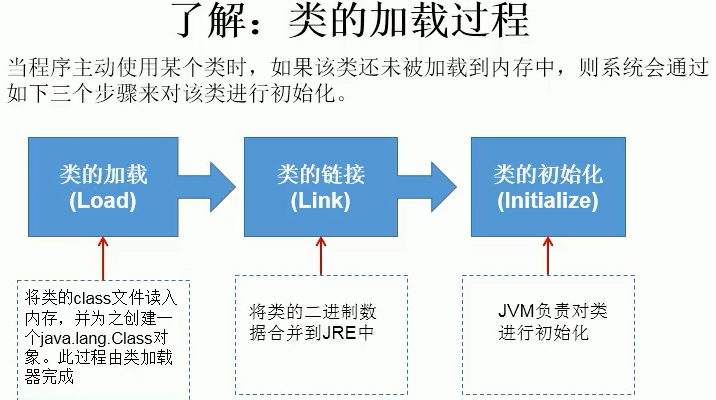 了解：类的加载过程
当程序主动使用某个类时，如果该类还未被加载到内存中，则系统会通过
如下三个步骤来对该类进行初始化。
类的加载
(Load)
类的链接
(Link)
类的初始化
(Initialize)
将类的class文件读入
内存，并为之创建一
个java.lang.Class对
象。此过程由类加载
器完成
将类的二进制数
据合并到JRE中
JVM负责对类
进行初始化